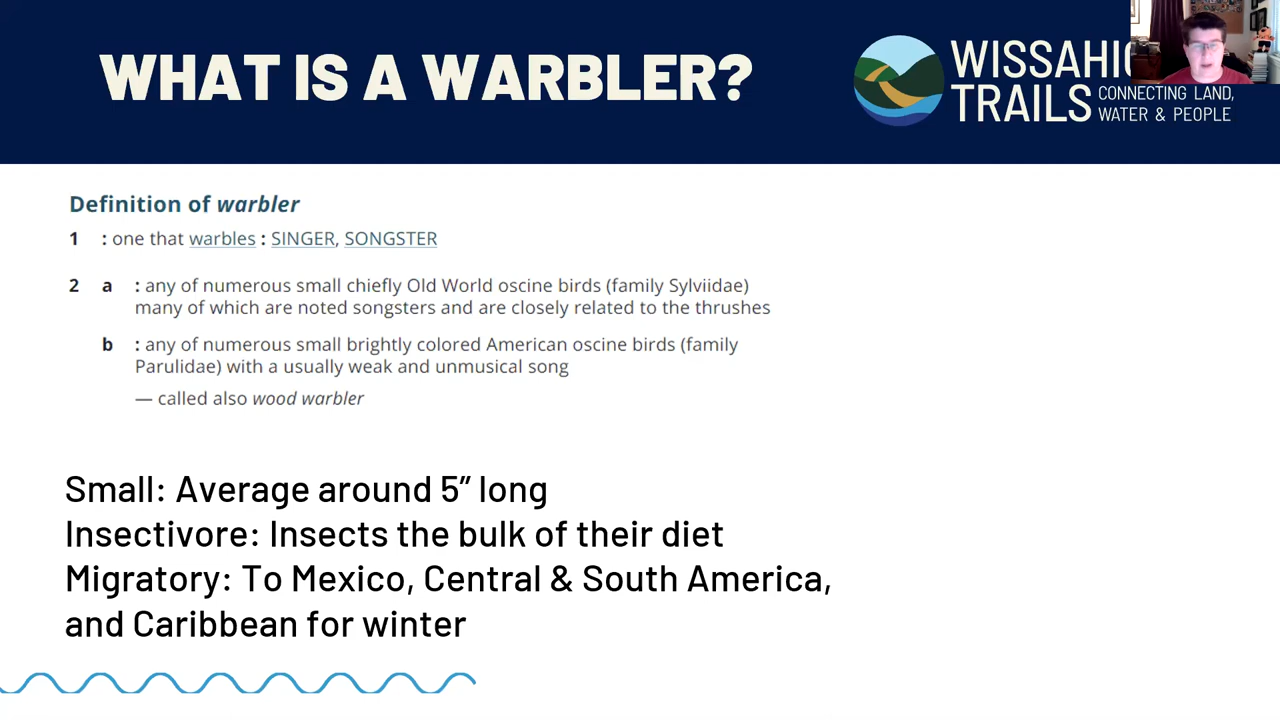 WHAT IS A WARBLER?
WISSAHIC
TRAILS CONNECTING LAND,
WATER & PEOPLE
Definition of warbler
1 : one that warbles : SINGER, SONGSTER
2 a : any of numerous small chiefly Old World oscine birds (family Sylviidae)
many of which are noted songsters and are closely related to the thrushes
b : any of numerous small brightly colored American oscine birds (family
Parulidae) with a usually weak and unmusical song
— called also wood warbler
Small: Average around 5” long
Insectivore: Insects the bulk of their diet
Migratory: To Mexico, Central & South America,
and Caribbean for winter